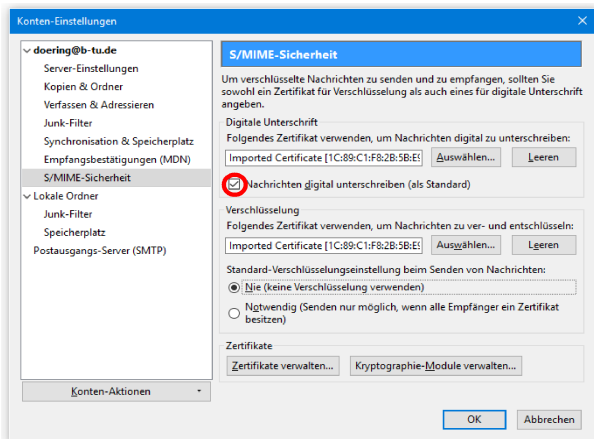 Konten-Einstellungen
doering@b-tu.de
Server-Einstellungen
Kopien & Ordner
Verfassen & Adressieren
Junk-Filter
Synchronisation & Speicherplatz
Empfangsbestätigungen (MDN)
S/MIME-Sicherheit
Lokale Ordner
Junk-Filter
Speicherplatz
Postausgangs-Server (SMTP)
Konten-Aktionen
S/MIME-Sicherheit
Um verschlüsselte Nachrichten zu senden und zu empfangen, sollten Sie
sowohl ein Zertifikat für Verschlüsselung als auch eines für digitale Unterschrift
angeben.
Digitale Unterschrift
Folgendes Zertifikat verwenden, um Nachrichten digital zu unterschreiben:
Imported Certificate [1C:89:C1:F8:2B:5B:E9 Auswählen... Leeren
Nachrichten digital unterschreiben (als Standard)
Verschlüsselung
Folgendes Zertifikat verwenden, um Nachrichten zu ver- und entschlüsseln:
Imported Certificate [1C:89:C1:F8:2B:5B:E9 Auswählen... Leeren
Standard-Verschlüsselungseinstellung beim Senden von Nachrichten:
Nie (keine Verschlüsselung verwenden)
Notwendig (Senden nur möglich, wenn alle Empfänger ein Zertifikat
besitzen)
Zertifikate
Zertifikate verwalten... Kryptographie-Module verwalten...
OK Abbrechen